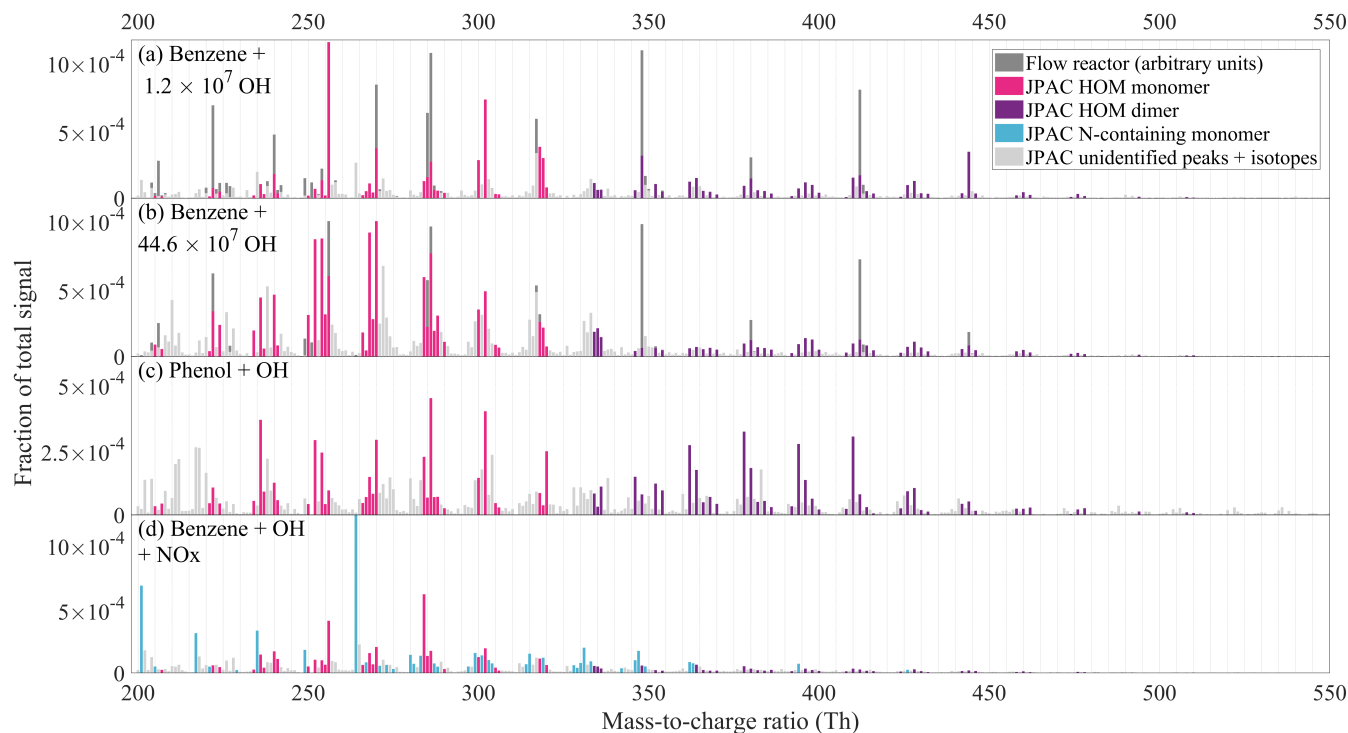 200 250 300 350 400 450 500 550
(a) Benzene +
1.2 × 10^7 OH
10×10^-4
5×10^-4
0
Flow reactor (arbitrary units)
JPAC HOM monomer
JPAC HOM dimer
JPAC N-containing monomer
JPAC unidentified peaks + isotopes
(b) Benzene +
44.6 × 10^7 OH
10×10^-4
5×10^-4
0
(c) Phenol + OH
5×10^-4
2.5×10^-4
0
(d) Benzene + OH
+ NOx
10×10^-4
5×10^-4
0
Fraction of total signal
200 250 300 350 400 450 500 550
Mass-to-charge ratio (Th)